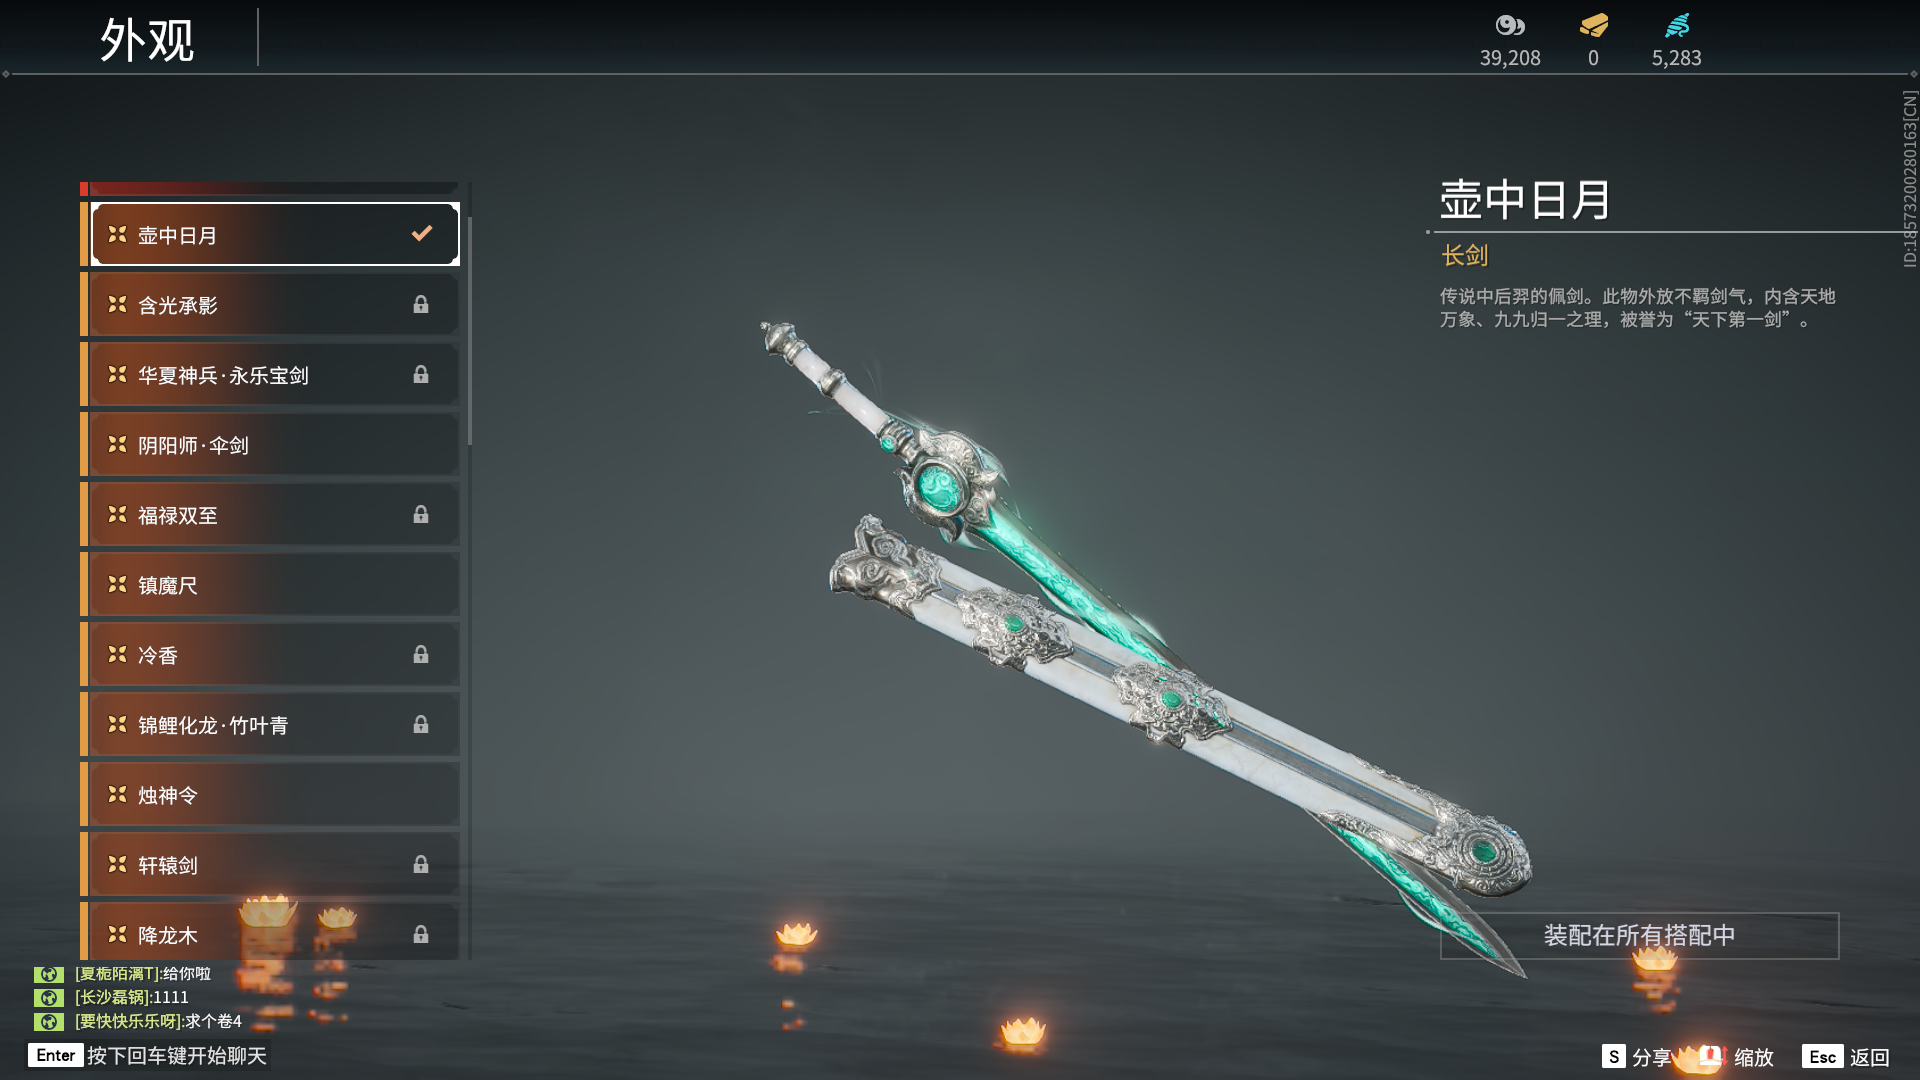 外观
39,208
0
5,283
ID:185732002280163[CN]
壶中日月
含光承影
华夏神兵·永乐宝剑
阴阳师·伞剑
福禄双至
镇魔尺
冷香
锦鲤化龙·竹叶青
烛神令
轩辕剑
降龙木
壶中日月
长剑
传说中后羿的佩剑。此物外放不羁剑气，内含天地
万象、九九归一之理，被誉为“天下第一剑”。
装配在所有搭配中
[夏栀陌漓T]:给你啦
[长沙磊锅]:1111
[要快快乐乐呀]:求个卷4
Enter 按下回车键开始聊天
S 分享
缩放
Esc 返回